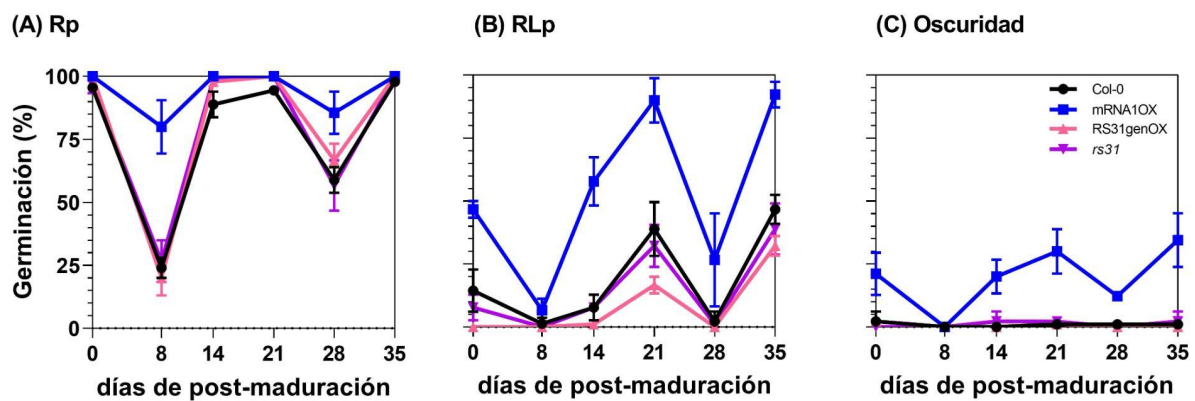 (A) Rp
(B) RLp
(C) Oscuridad
Germinación (%)
100
75
50
25
0
0 8 14 21 28 35
días de post-maduración
0 8 14 21 28 35
días de post-maduración
Col-0
mRNA1OX
RS31genOX
rs31
0 8 14 21 28 35
días de post-maduración